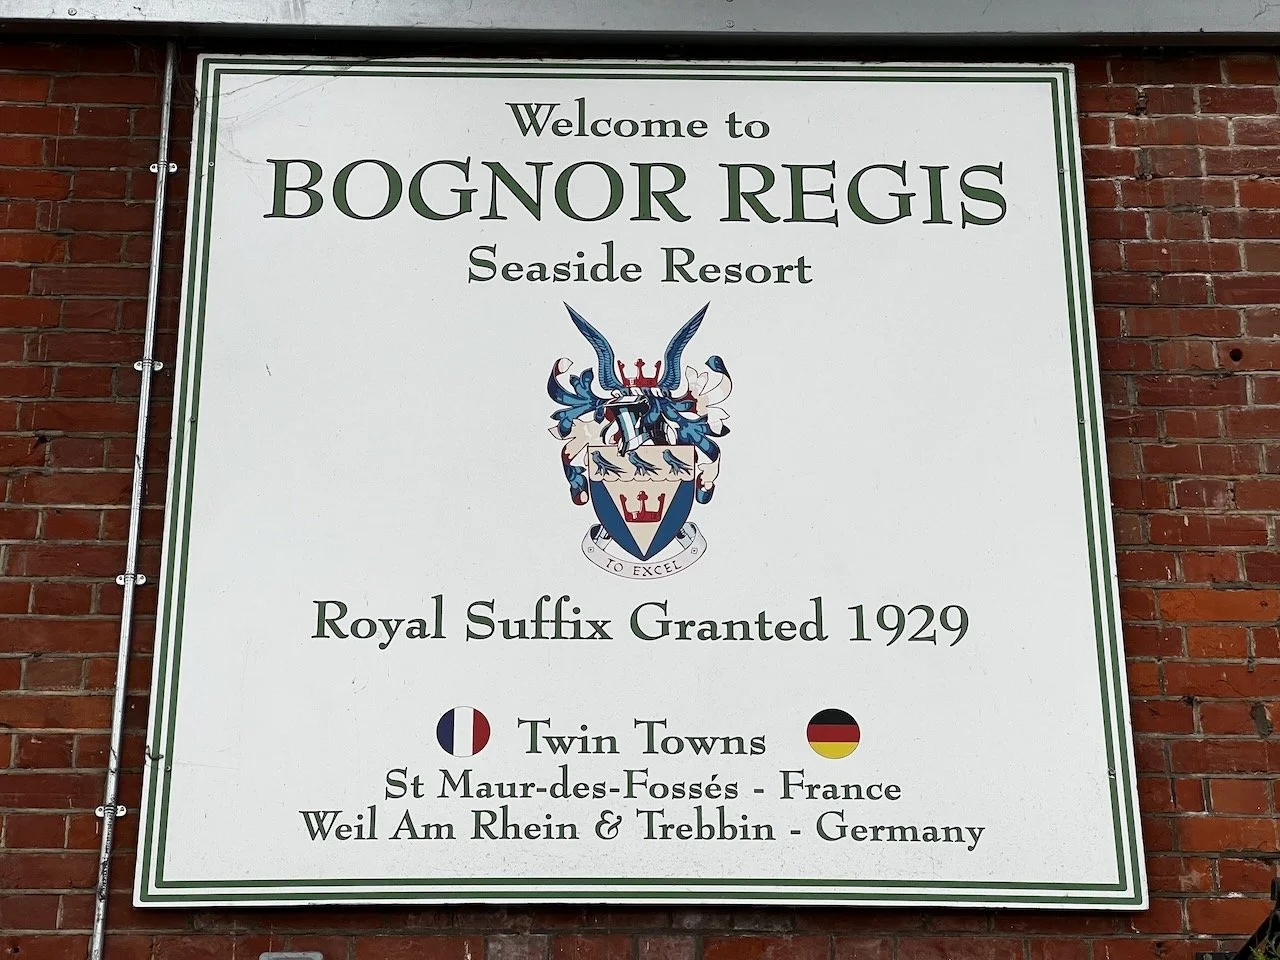 Welcome to
BOGNOR REGIS
Seaside Resort
TO EXCEL
Royal Suffix Granted 1929
Twin Towns
St Maur-des-Fossés - France
Weil Am Rhein & Trebbin - Germany